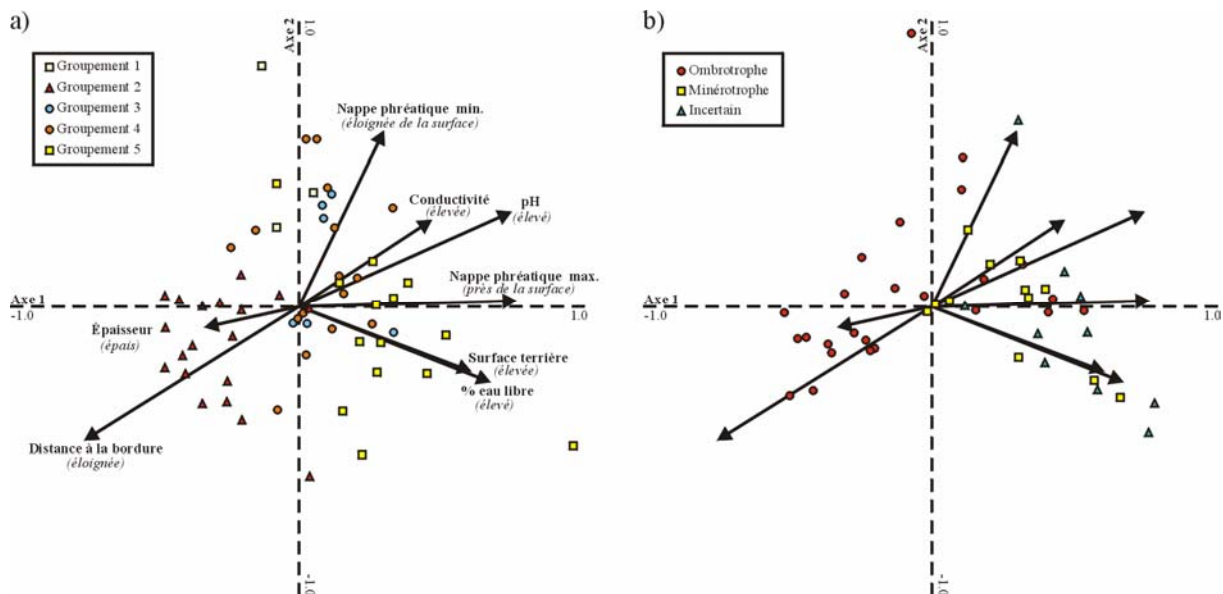 a)
Axe 2
1.0
Groupement 1
Groupement 2
Groupement 3
Groupement 4
Groupement 5
Nappe phréatique min.
(éloignée de la surface)
Conductivité
(élevée)
pH
(élevé)
Nappe phréatique max.
(près de la surface)
Axe 1
-1.0
1.0
Épaisseur
(épais)
Surface terrière
(élevée)
% eau libre
(élevé)
Distance à la bordure
(éloignée)
-1.0
b)
Axe 2
1.0
Ombrotrophe
Minérotrophe
Incertain
Axe 1
-1.0
1.0
-1.0